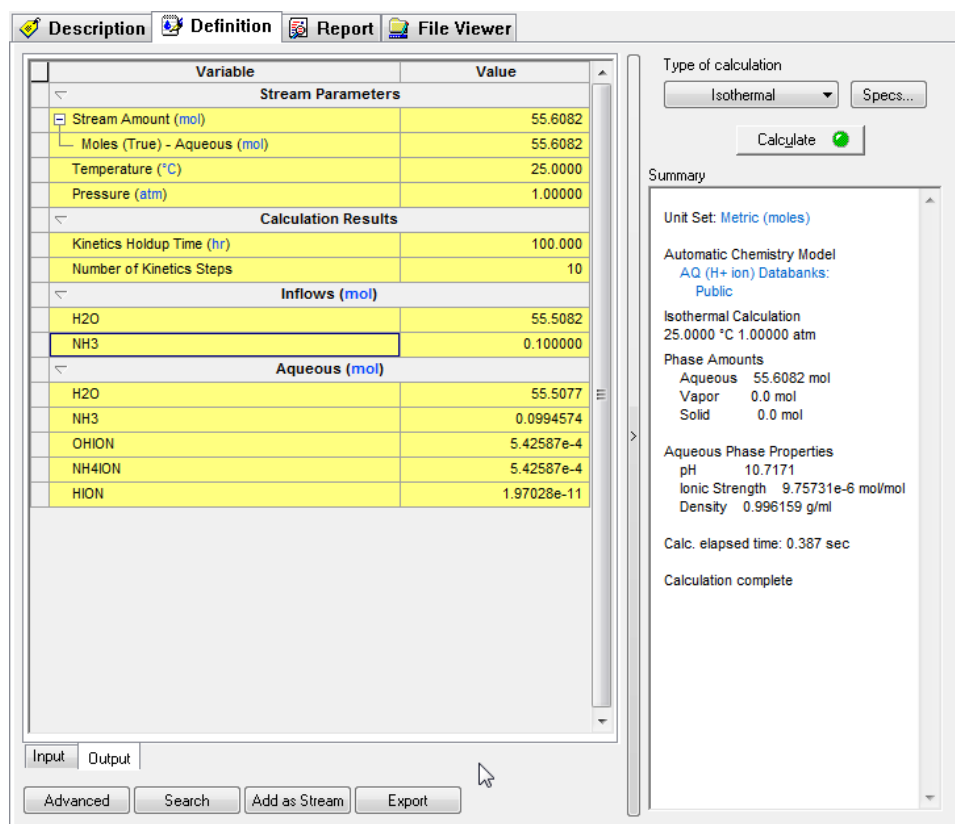 Description Definition Report File Viewer
Variable Value
Stream Parameters
Stream Amount (mol) 55.6082
Moles (True) - Aqueous (mol) 55.6082
Temperature (°C) 25.0000
Pressure (atm) 1.00000
Calculation Results
Kinetics Holdup Time (hr) 100.000
Number of Kinetics Steps 10
Inflows (mol)
H2O 55.5082
NH3 0.100000
Aqueous (mol)
H2O 55.5077
NH3 0.0994574
OHION 5.42587e-4
NH4ION 5.42587e-4
HION 1.97028e-11
Input Output
Advanced Search Add as Stream Export
Type of calculation
Isothermal Specs...
Calculate
Summary
Unit Set: Metric (moles)
Automatic Chemistry Model
AQ (H+ ion) Databanks:
Public
Isothermal Calculation
25.0000 °C 1.00000 atm
Phase Amounts
Aqueous 55.6082 mol
Vapor 0.0 mol
Solid 0.0 mol
Aqueous Phase Properties
pH 10.7171
Ionic Strength 9.75731e-6 mol/mol
Density 0.996159 g/ml
Calc. elapsed time: 0.387 sec
Calculation complete